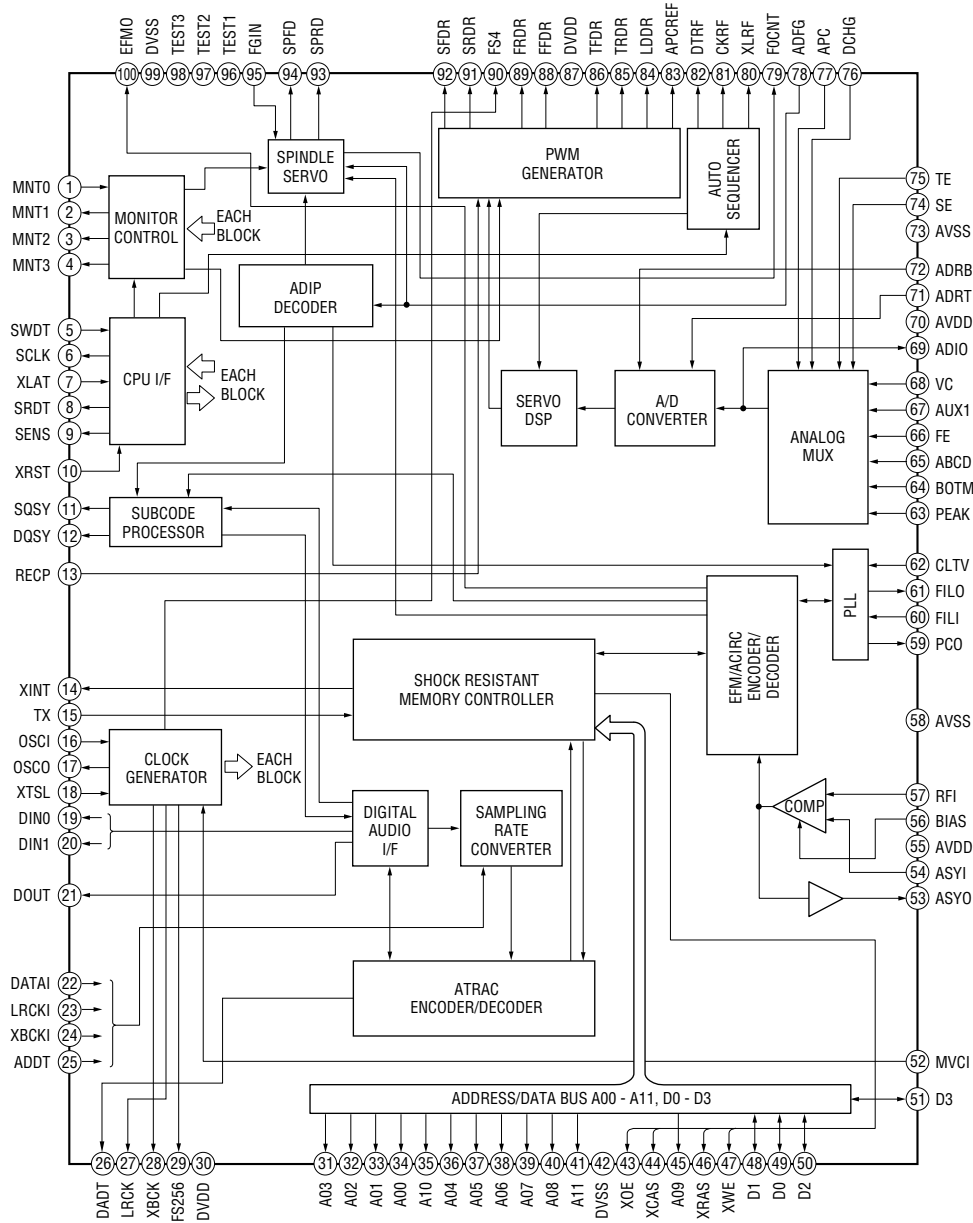 EFMO
DVSS
TEST3
TEST2
TEST1
FGIN
SPFD
SPRD
SFDR
SRDR
FS4
FRDR
FFDR
DVDD
TFDR
TRDR
LDDR
APCREF
DTRF
CKRF
XLRF
F0CNT
ADFG
APC
DCHG
100 99 98 97 96 95 94 93 92 91 90 89 88 87 86 85 84 83 82 81 80 79 78 77 76
MNT0 1
MNT1 2
MNT2 3
MNT3 4
SWDT 5
SCLK 6
XLAT 7
SRDT 8
SENS 9
XRST 10
SQSY 11
DQSY 12
RECP 13
XINT 14
TX 15
OSCI 16
OSCO 17
XTSL 18
DIN0 19
DIN1 20
DOUT 21
DATAI 22
LRCKI 23
XBCKI 24
ADDT 25
MONITOR
CONTROL
EACH
BLOCK
SPINDLE
SERVO
PWM
GENERATOR
AUTO
SEQUENCER
ADIP
DECODER
CPU I/F
EACH
BLOCK
SERVO
DSP
A/D
CONVERTER
ANALOG
MUX
SUBCODE
PROCESSOR
EFM/ACIRC
ENCODER/
DECODER
PLL
SHOCK RESISTANT
MEMORY CONTROLLER
CLOCK
GENERATOR
EACH
BLOCK
DIGITAL
AUDIO
I/F
SAMPLING
RATE
CONVERTER
COMP
ATRAC
ENCODER/DECODER
ADDRESS/DATA BUS A00 - A11, D0 - D3
75 TE
74 SE
73 AVSS
72 ADRB
71 ADRT
70 AVDD
69 ADIO
68 VC
67 AUX1
66 FE
65 ABCD
64 BOTM
63 PEAK
62 CLTV
61 FILO
60 FILI
59 PCO
58 AVSS
57 RFI
56 BIAS
55 AVDD
54 ASYI
53 ASYO
52 MVCI
51 D3
26 27 28 29 30 31 32 33 34 35 36 37 38 39 40 41 42 43 44 45 46 47 48 49 50
DADT
LRCK
XBCK
FS256
DVDD
A03
A02
A01
A00
A10
A04
A05
A06
A07
A08
A11
DVSS
XOE
XCAS
A09
XRAS
XWE
D1
D0
D2